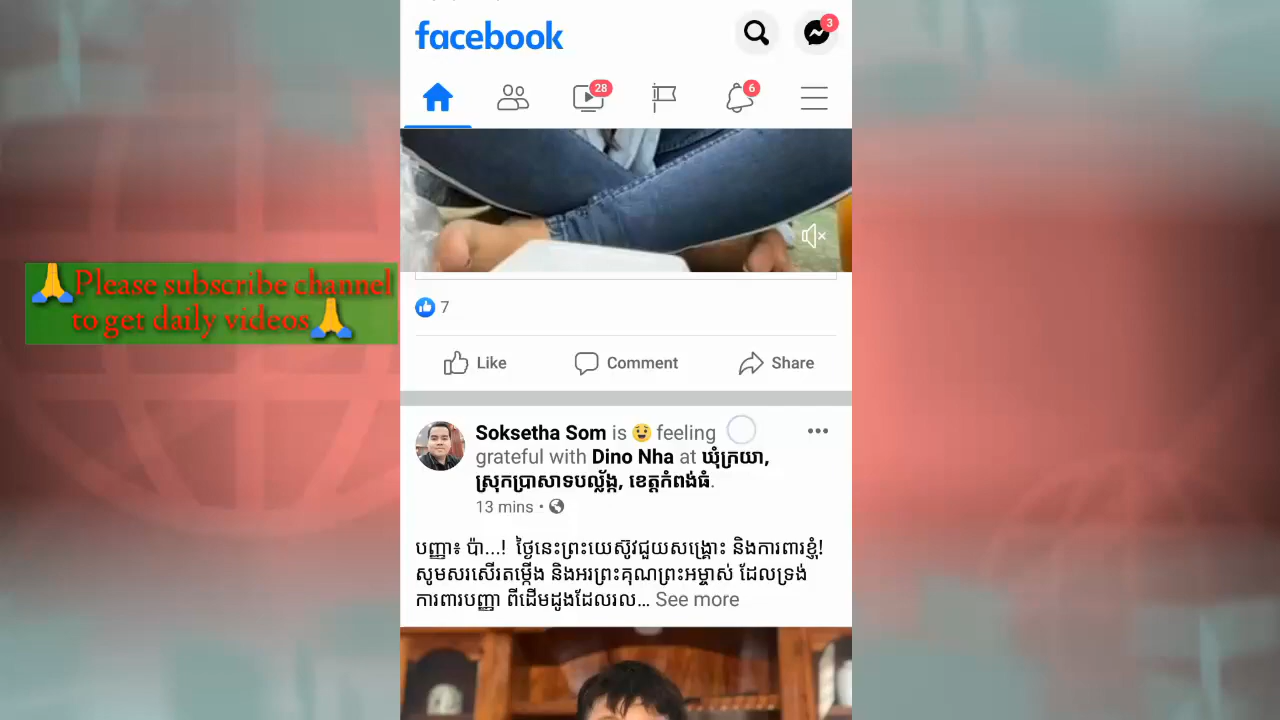 facebook
3
28
6
🙏Please subscribe channel
to get daily videos🙏
7
Like
Comment
Share
Soksetha Som is 😉 feeling
grateful with Dino Nha at ឃុំក្រយា,
ស្រុកប្រាសាទបល្ល័ង្ក, ខេត្តកំពង់ធំ.
13 mins •
បញ្ញា៖ ប៉ា...! ថ្ងៃនេះព្រះយេស៊ូវជួយសង្គ្រោះ និងការពារខ្ញុំ!
សូមសរសើរតម្កើង និងអរព្រះគុណព្រះអម្ចាស់ ដែលទ្រង់
ការពារបញ្ញា ពីដើមដូងដែលរល... See more